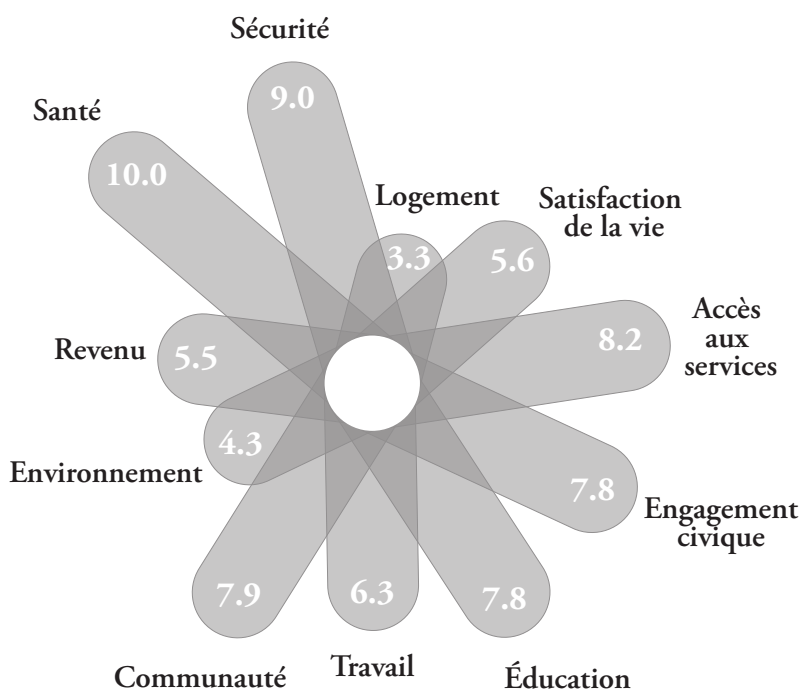 Sécurité
9.0
Santé
10.0
Logement
3.3
Satisfaction
de la vie
5.6
Accès
aux
services
8.2
Revenu
5.5
Environnement
4.3
Engagement
civique
7.8
Communauté
7.9
Travail
6.3
Éducation
7.8